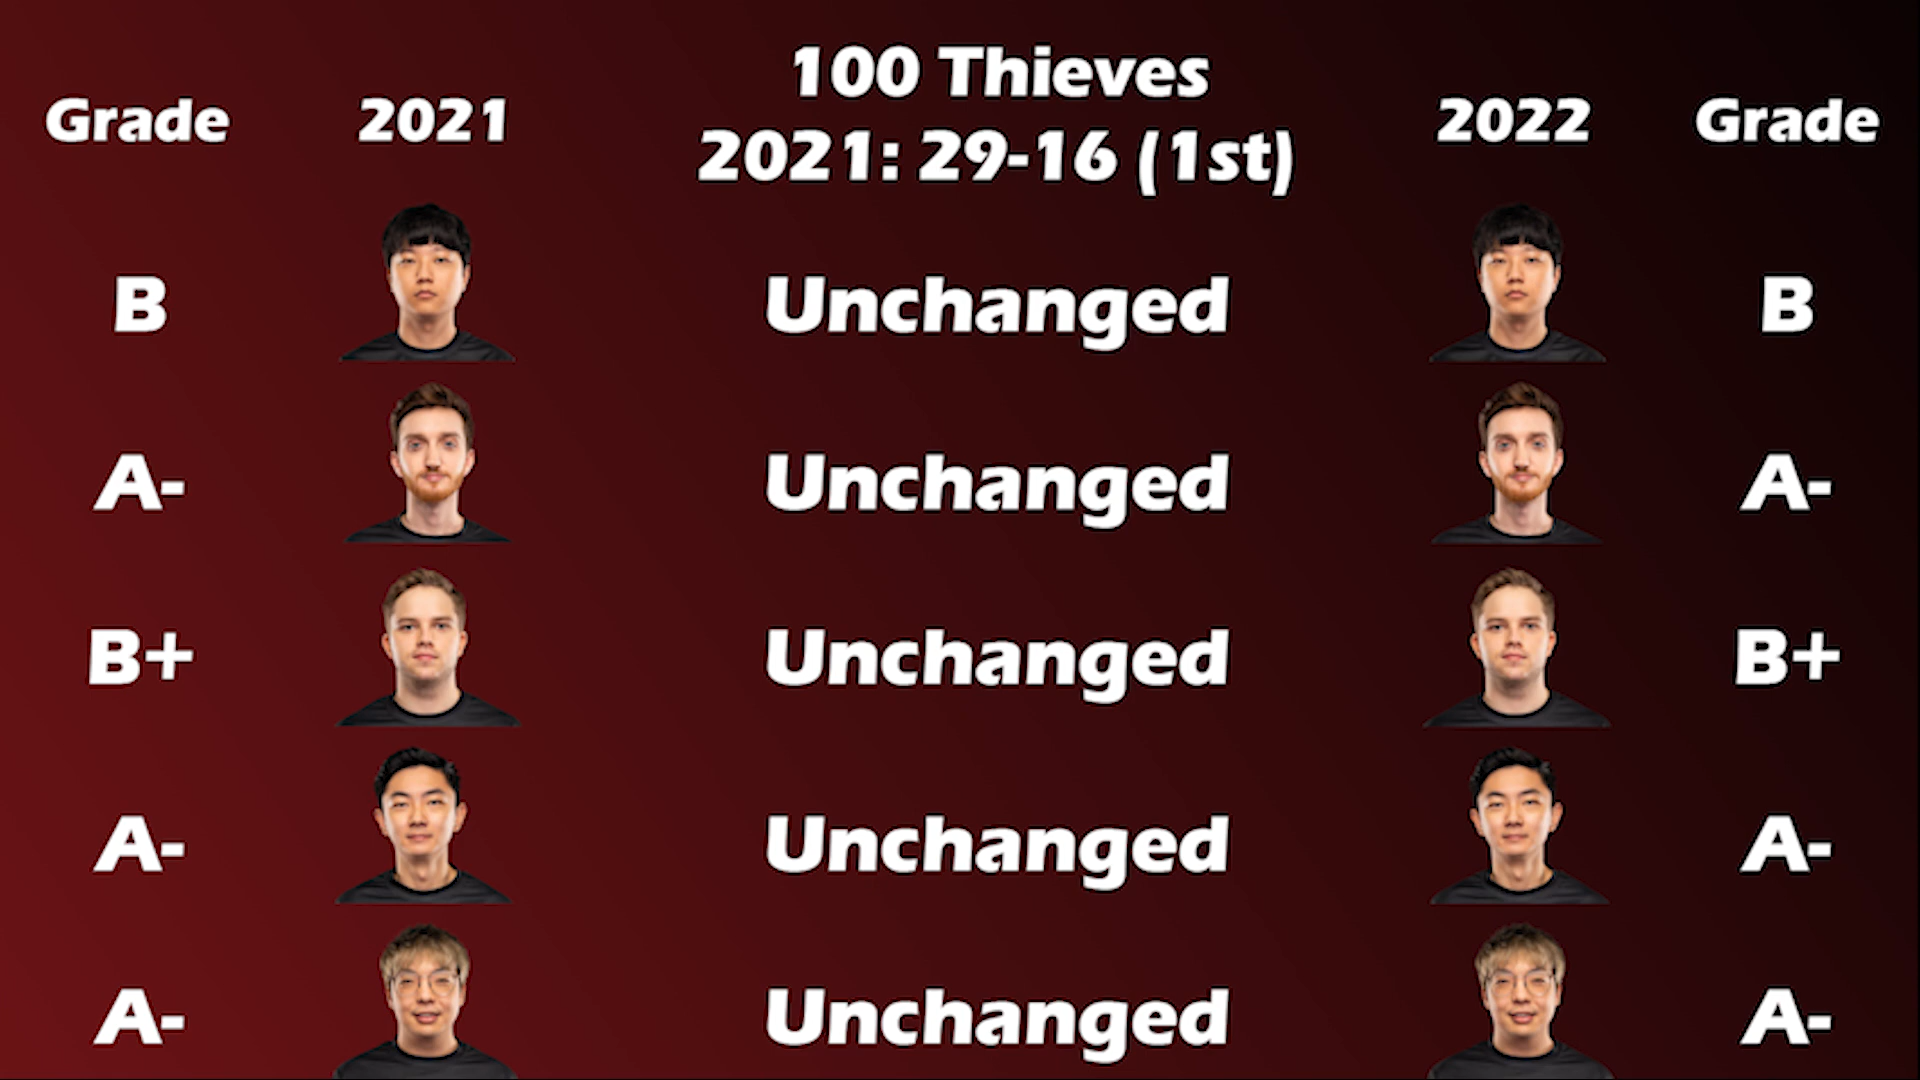 Grade 2021 100 Thieves 2022 Grade
2021: 29-16 (1st)
B Unchanged B
A- Unchanged A-
B+ Unchanged B+
A- Unchanged A-
A- Unchanged A-